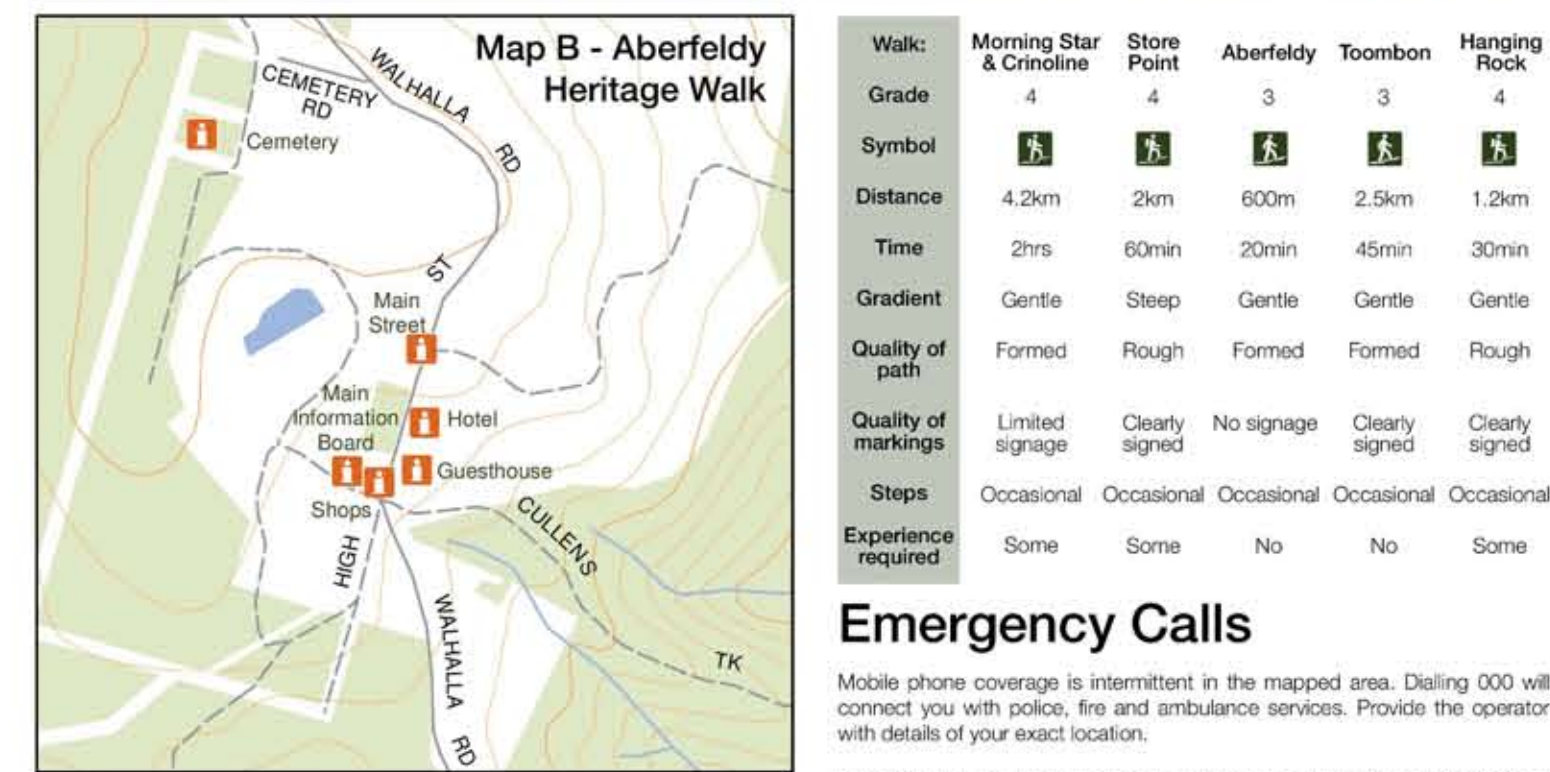 Map B - Aberfeldy
Heritage Walk
WALHALLA
RD
CEMETERY
RD
Cemetery
ST
Main
Street
Main
Information
Board
Hotel
Guesthouse
Shops
HIGH
CULLENS
TK
WALHALLA
RD
Walk: Morning Star & Crinoline Store Point Aberfeldy Toombon Hanging Rock
Grade 4 4 3 3 4
Symbol
Distance 4.2km 2km 600m 2.5km 1.2km
Time 2hrs 60min 20min 45min 30min
Gradient Gentle Steep Gentle Gentle Gentle
Quality of path Formed Rough Formed Formed Rough
Quality of markings Limited signage Clearly signed No signage Clearly signed Clearly signed
Steps Occasional Occasional Occasional Occasional Occasional
Experience required Some Some No No Some
Emergency Calls
Mobile phone coverage is intermittent in the mapped area. Dialling 000 will
connect you with police, fire and ambulance services. Provide the operator
with details of your exact location.